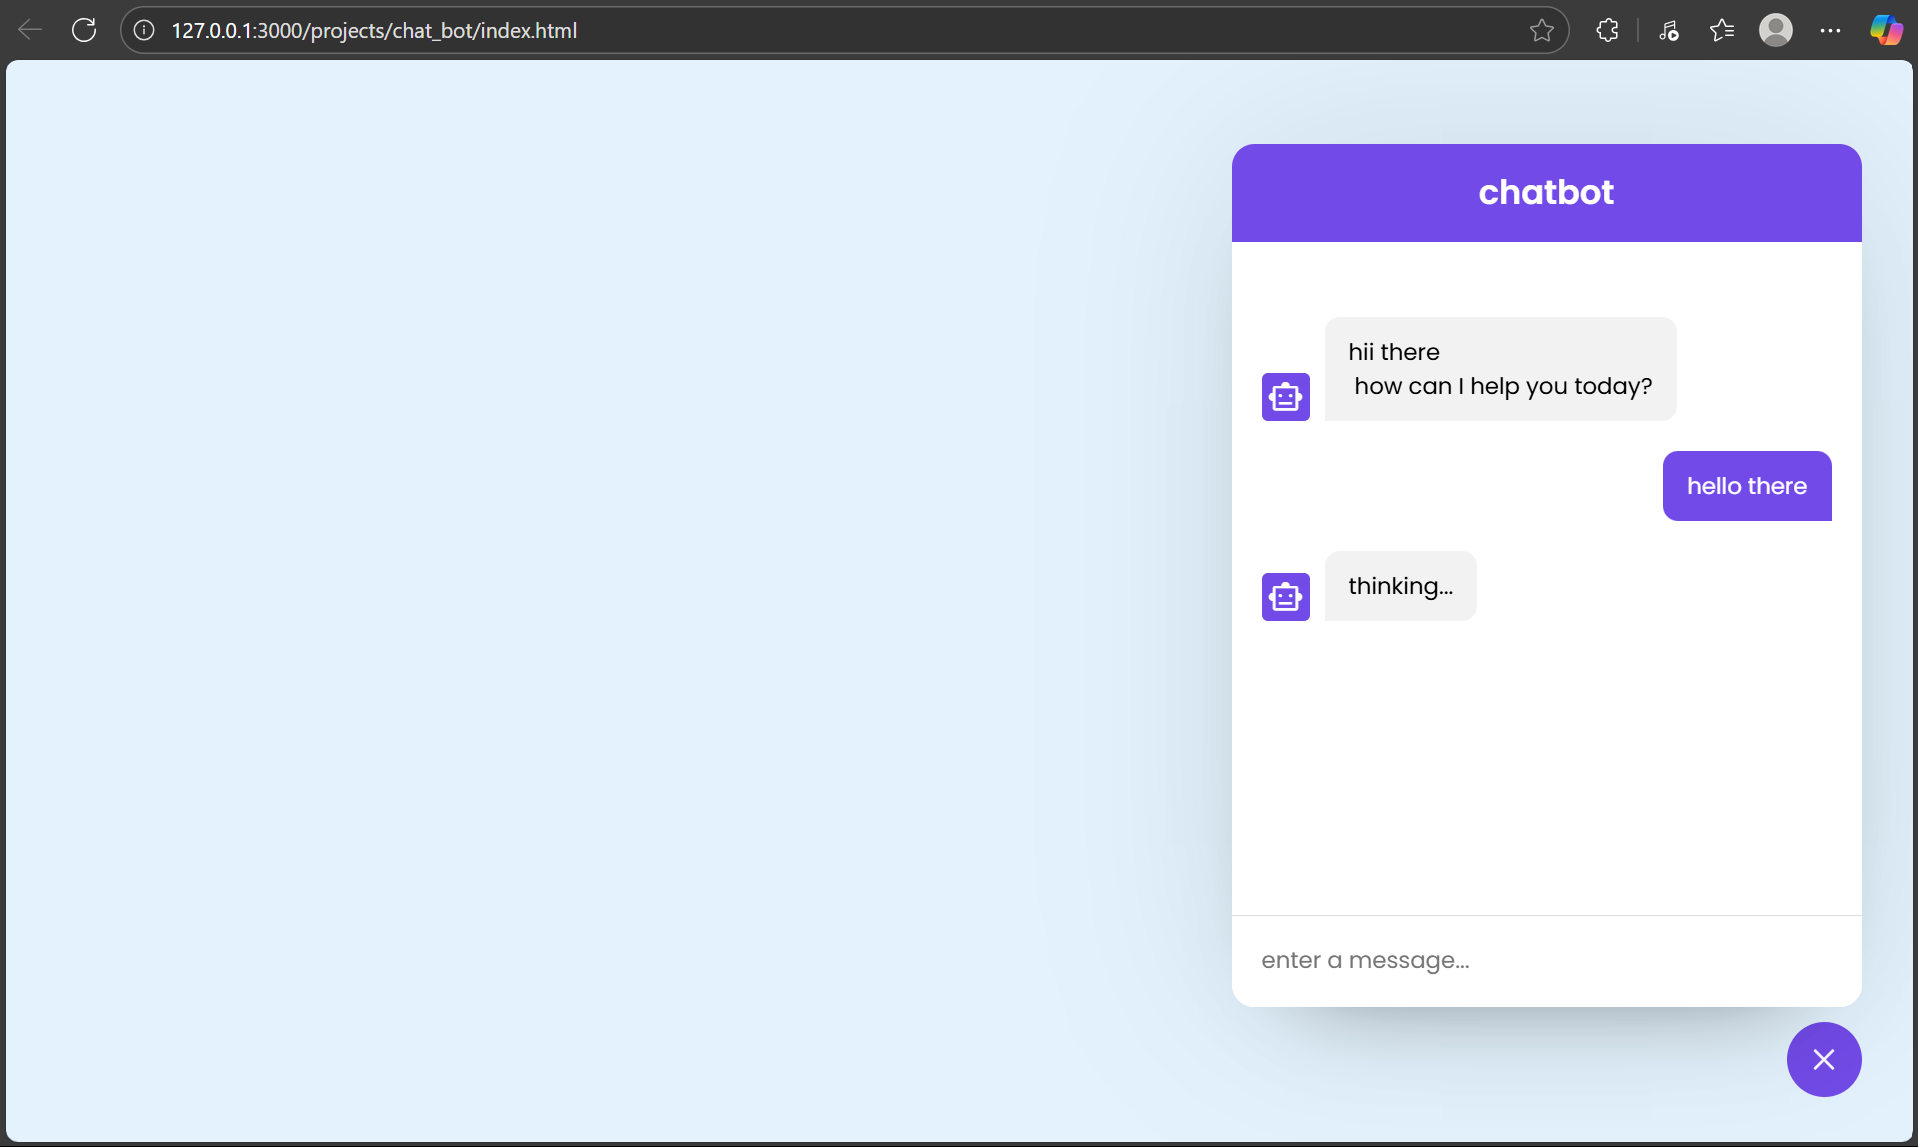 127.0.0.1:3000/projects/chat_bot/index.html
chatbot
hii there
how can I help you today?
hello there
thinking...
enter a message...